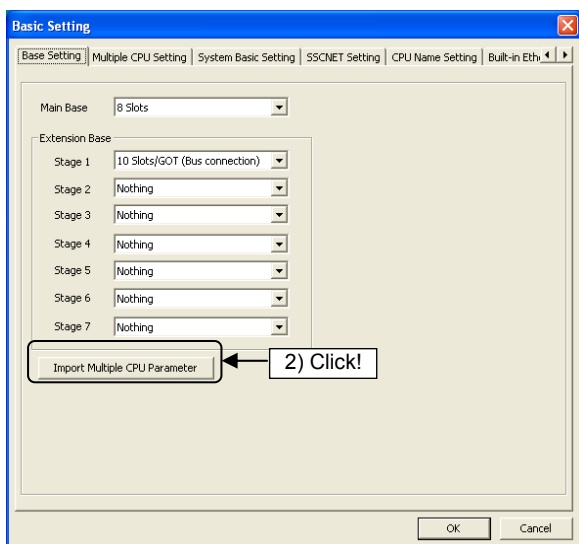 Basic Setting
Base Setting Multiple CPU Setting System Basic Setting SSCNET Setting CPU Name Setting Built-in Eth
Main Base 8 Slots
Extension Base
Stage 1 10 Slots/GOT (Bus connection)
Stage 2 Nothing
Stage 3 Nothing
Stage 4 Nothing
Stage 5 Nothing
Stage 6 Nothing
Stage 7 Nothing
Import Multiple CPU Parameter 2) Click!
OK Cancel